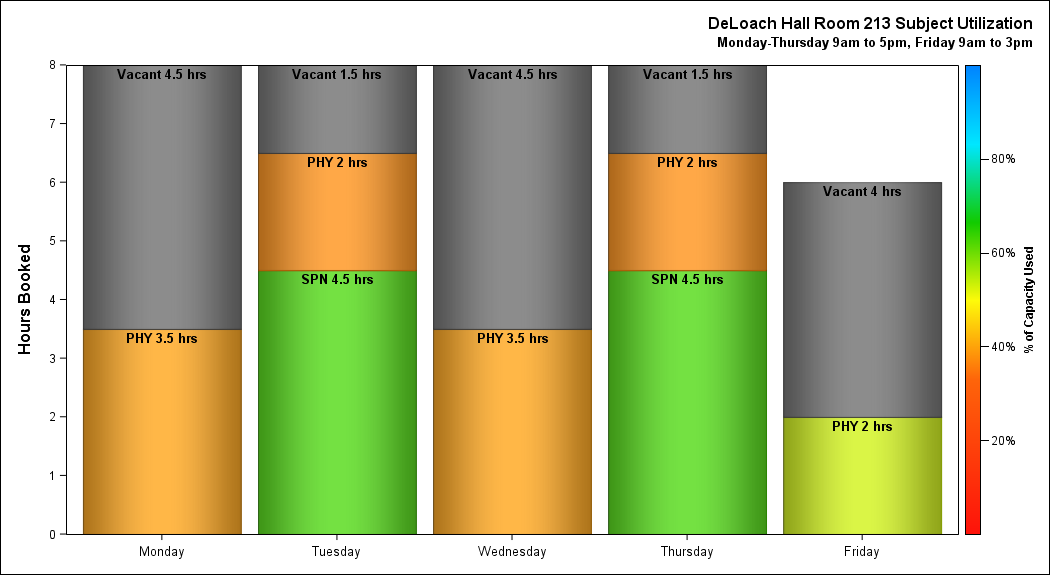 DeLoach Hall Room 213 Subject Utilization
Monday-Thursday 9am to 5pm, Friday 9am to 3pm
Hours Booked
8
7
6
5
4
3
2
1
0
Vacant 4.5 hrs
PHY 3.5 hrs
Vacant 1.5 hrs
PHY 2 hrs
SPN 4.5 hrs
Vacant 4.5 hrs
PHY 3.5 hrs
Vacant 1.5 hrs
PHY 2 hrs
SPN 4.5 hrs
Vacant 4 hrs
PHY 2 hrs
Monday
Tuesday
Wednesday
Thursday
Friday
80%
60%
40%
20%
% of Capacity Used